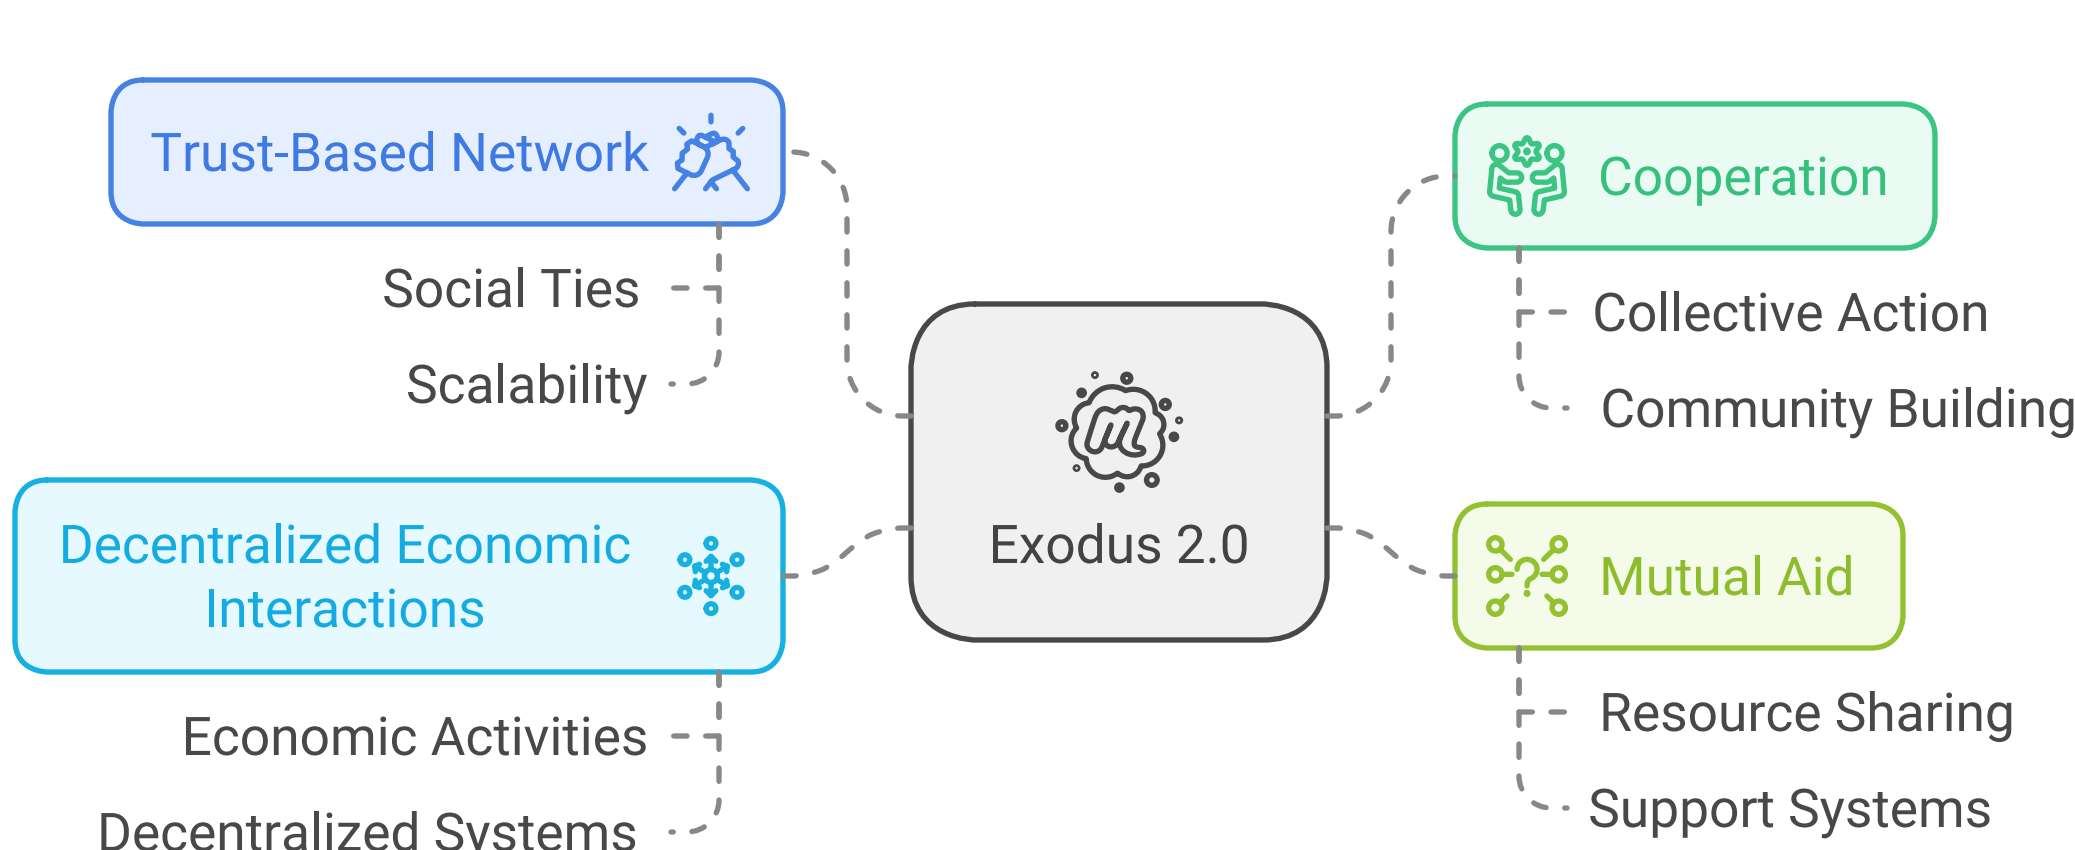 Trust-Based Network
Social Ties
Scalability
Decentralized Economic
Interactions
Economic Activities
Decentralized Systems
Exodus 2.0
Cooperation
Collective Action
Community Building
Mutual Aid
Resource Sharing
Support Systems